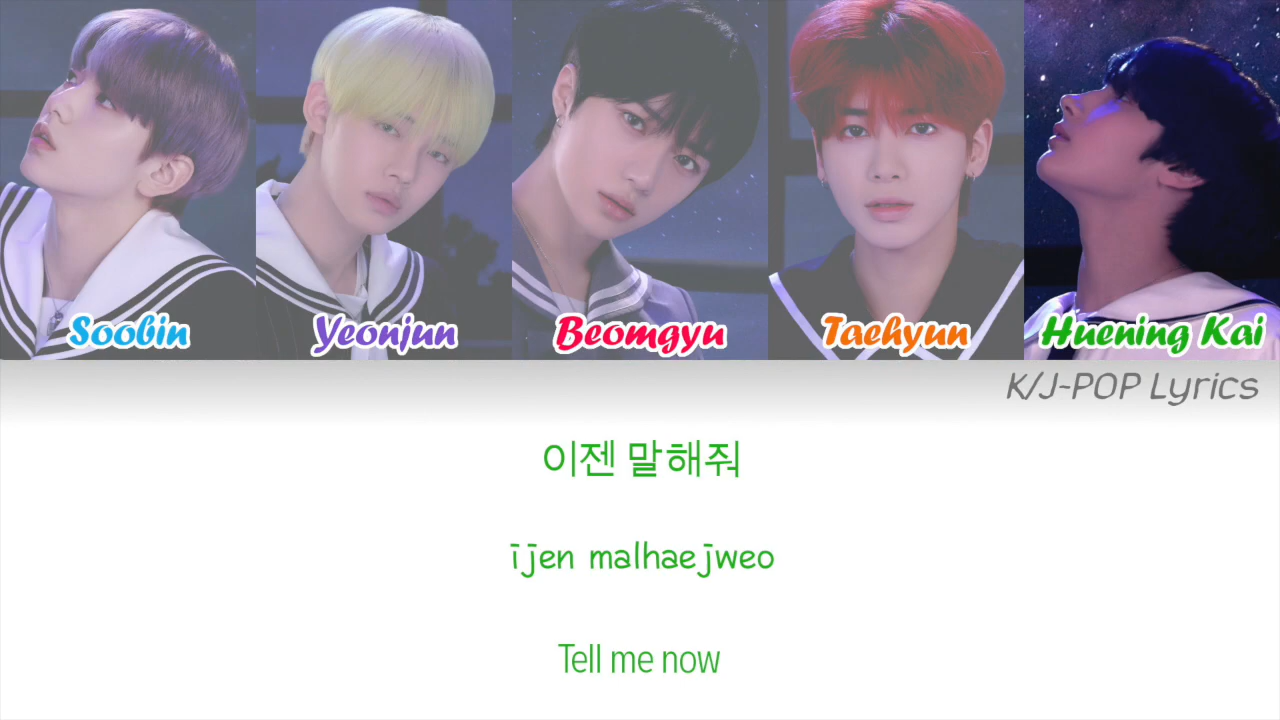 Soobin
Yeonjun
Beomgyu
Taehyun
Huening Kai
K/J-POP Lyrics
이젠 말해줘
ijen malhaejweo
Tell me now